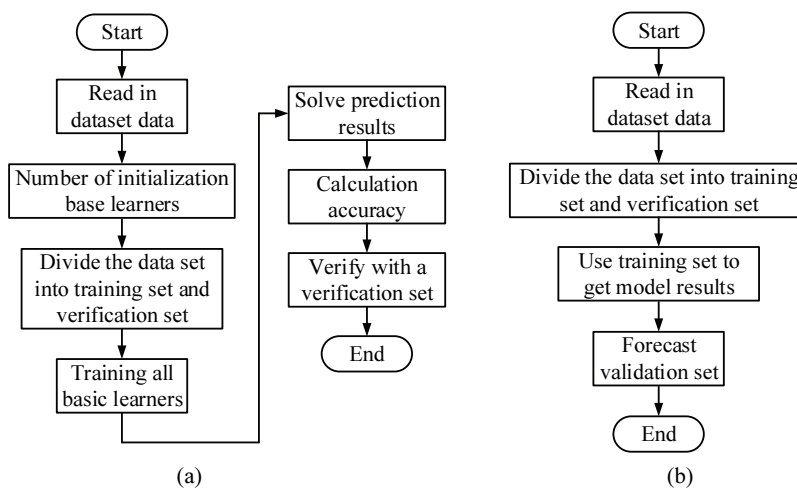 Start
Read in
dataset data
Number of initialization
base learners
Divide the data set
into training set and
verification set
Training all
basic learners
Solve prediction
results
Calculation
accuracy
Verify with a
verification set
End
(a)
Start
Read in
dataset data
Divide the data set into training
set and verification set
Use training set to
get model results
Forecast
validation set
End
(b)